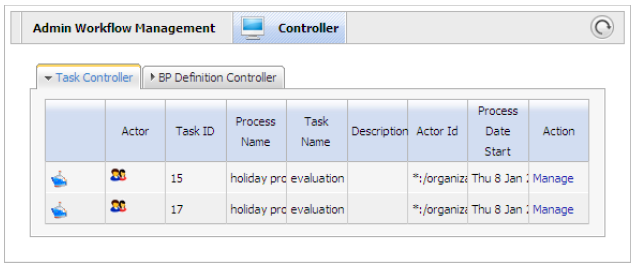 Admin Workflow Management Controller
Task Controller BP Definition Controller
Actor Task ID Process Name Task Name Description Actor Id Process Date Start Action
15 holiday pro evaluation *:/organiza Thu 8 Jan 2 Manage
17 holiday pro evaluation *:/organiza Thu 8 Jan 2 Manage